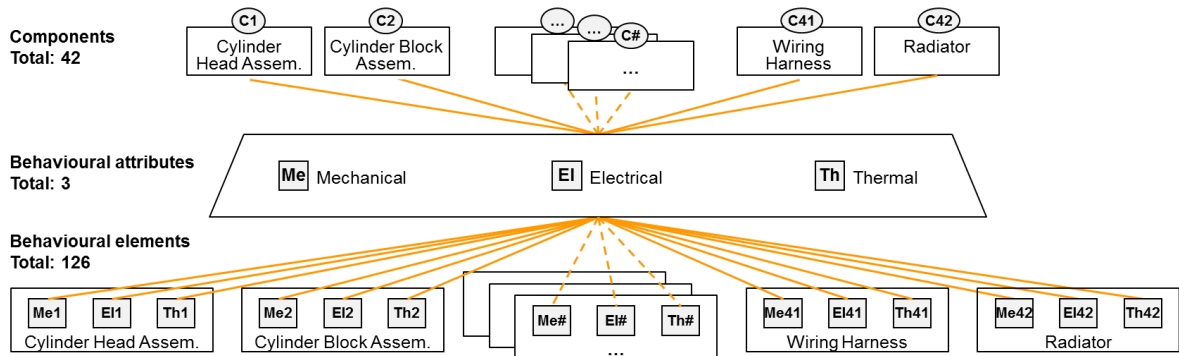 C1
C2
...
...
C#
C41
C42
Components
Total: 42
Cylinder
Head Assem.
Cylinder Block
Assem.
...
Wiring
Harness
Radiator
Behavioural attributes
Total: 3
Me Mechanical
El Electrical
Th Thermal
Behavioural elements
Total: 126
Me1 El1 Th1
Cylinder Head Assem.
Me2 El2 Th2
Cylinder Block Assem.
Me# El# Th#
...
Me41 El41 Th41
Wiring Harness
Me42 El42 Th42
Radiator